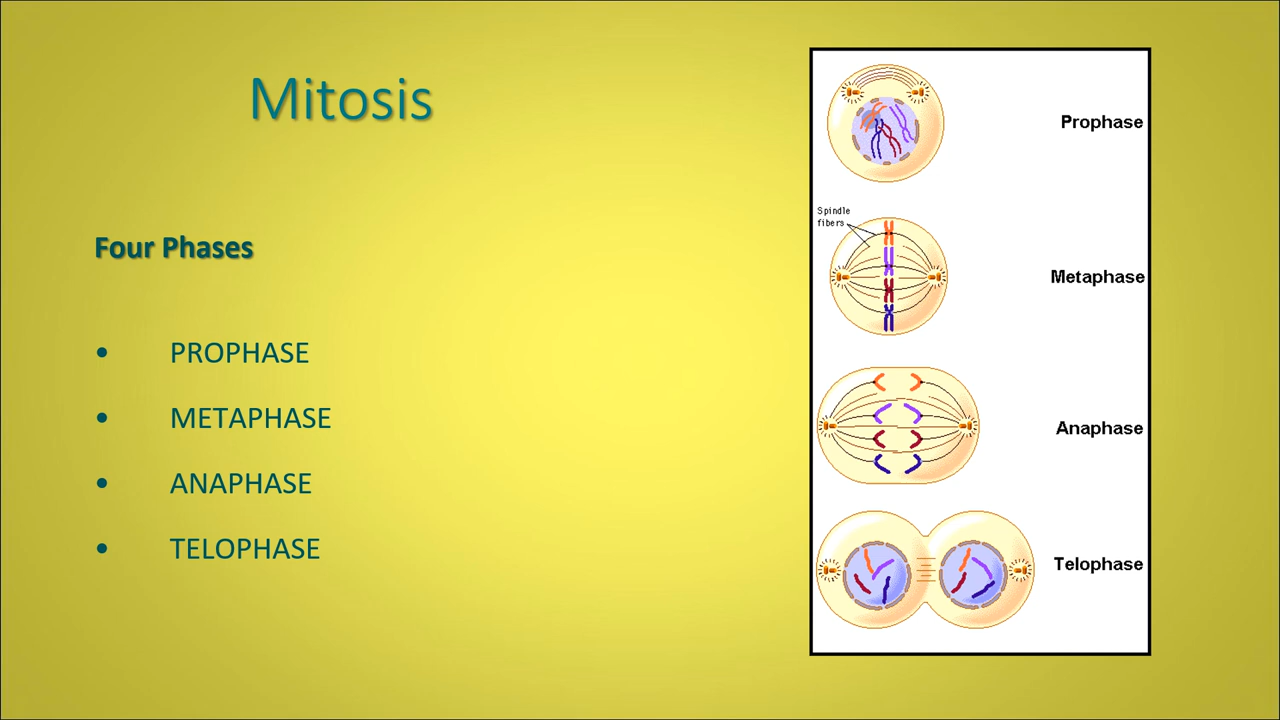 Mitosis
Four Phases
• PROPHASE
• METAPHASE
• ANAPHASE
• TELOPHASE
Prophase
Spindle
fibers
Metaphase
Anaphase
Telophase